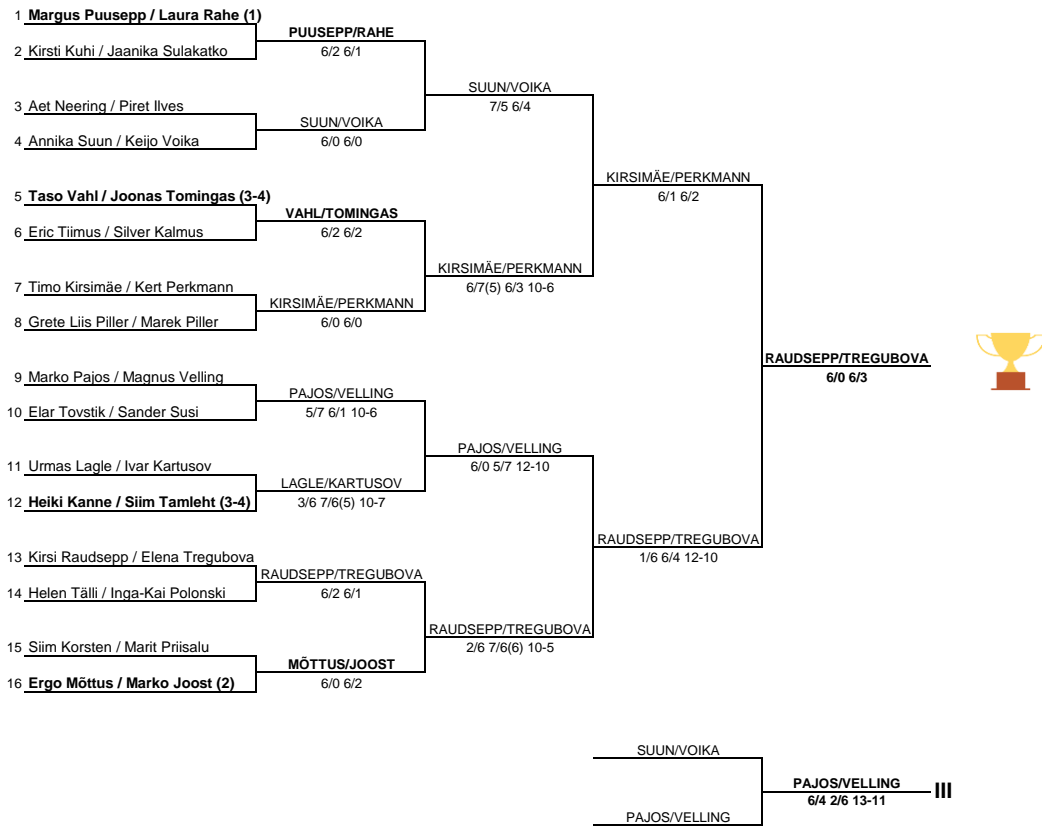 1 Margus Puusepp / Laura Rahe (1)
PUUSEPP/RAHE
2 Kirsti Kuhi / Jaanika Sulakatko
6/2 6/1
SUUN/VOIKA
3 Aet Neering / Piret Ilves
7/5 6/4
SUUN/VOIKA
4 Annika Suun / Keijo Voika
6/0 6/0
KIRSIMÄE/PERKMANN
5 Taso Vahl / Joonas Tomingas (3-4)
6/1 6/2
VAHL/TOMINGAS
6 Eric Tiimus / Silver Kalmus
6/2 6/2
KIRSIMÄE/PERKMANN
7 Timo Kirsimäe / Kert Perkmann
6/7(5) 6/3 10-6
KIRSIMÄE/PERKMANN
8 Grete Liis Piller / Marek Piller
6/0 6/0
RAUDSEPP/TREGUBOVA
9 Marko Pajos / Magnus Velling
6/0 6/3
PAJOS/VELLING
10 Elar Tovstik / Sander Susi
5/7 6/1 10-6
PAJOS/VELLING
11 Urmas Lagle / Ivar Kartusov
6/0 5/7 12-10
LAGLE/KARTUSOV
12 Heiki Kanne / Siim Tamleht (3-4)
3/6 7/6(5) 10-7
RAUDSEPP/TREGUBOVA
13 Kirsi Raudsepp / Elena Tregubova
1/6 6/4 12-10
RAUDSEPP/TREGUBOVA
14 Helen Tälli / Inga-Kai Polonski
6/2 6/1
RAUDSEPP/TREGUBOVA
15 Siim Korsten / Marit Priisalu
2/6 7/6(6) 10-5
MÕTTUS/JOOST
16 Ergo Mõttus / Marko Joost (2)
6/0 6/2
SUUN/VOIKA
PAJOS/VELLING III
6/4 2/6 13-11
PAJOS/VELLING